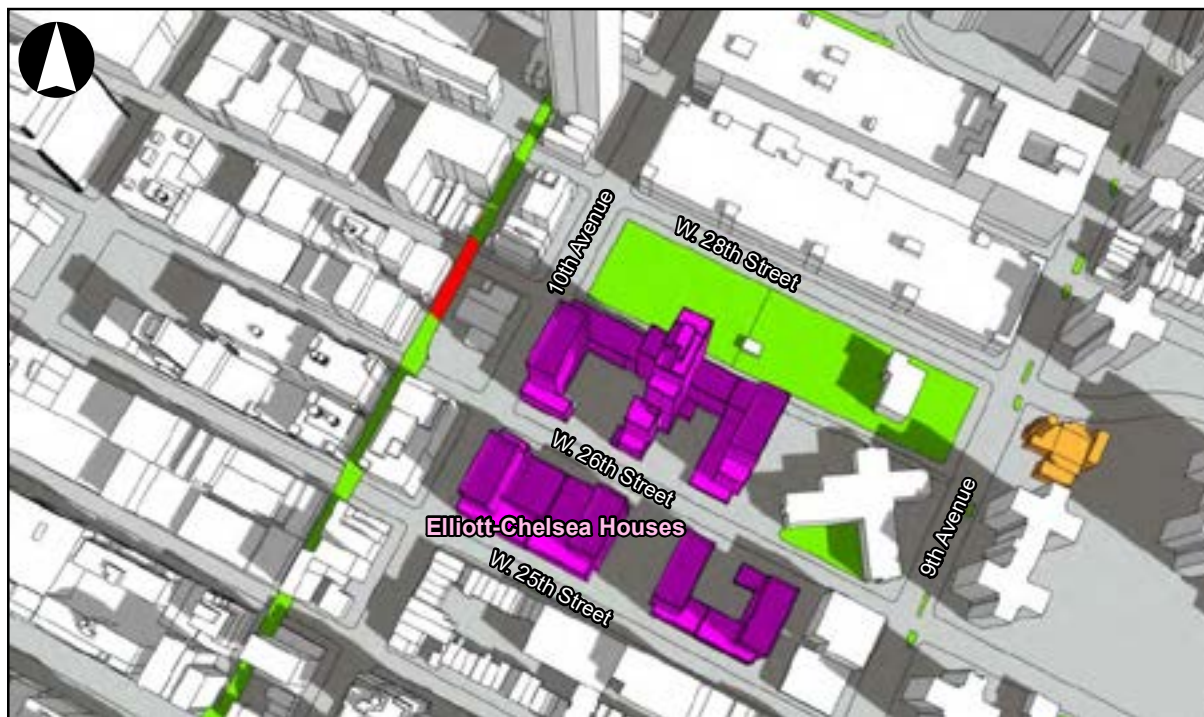 10th Avenue
W. 28th Street
W. 26th Street
9th Avenue
Elliott-Chelsea Houses
W. 25th Street